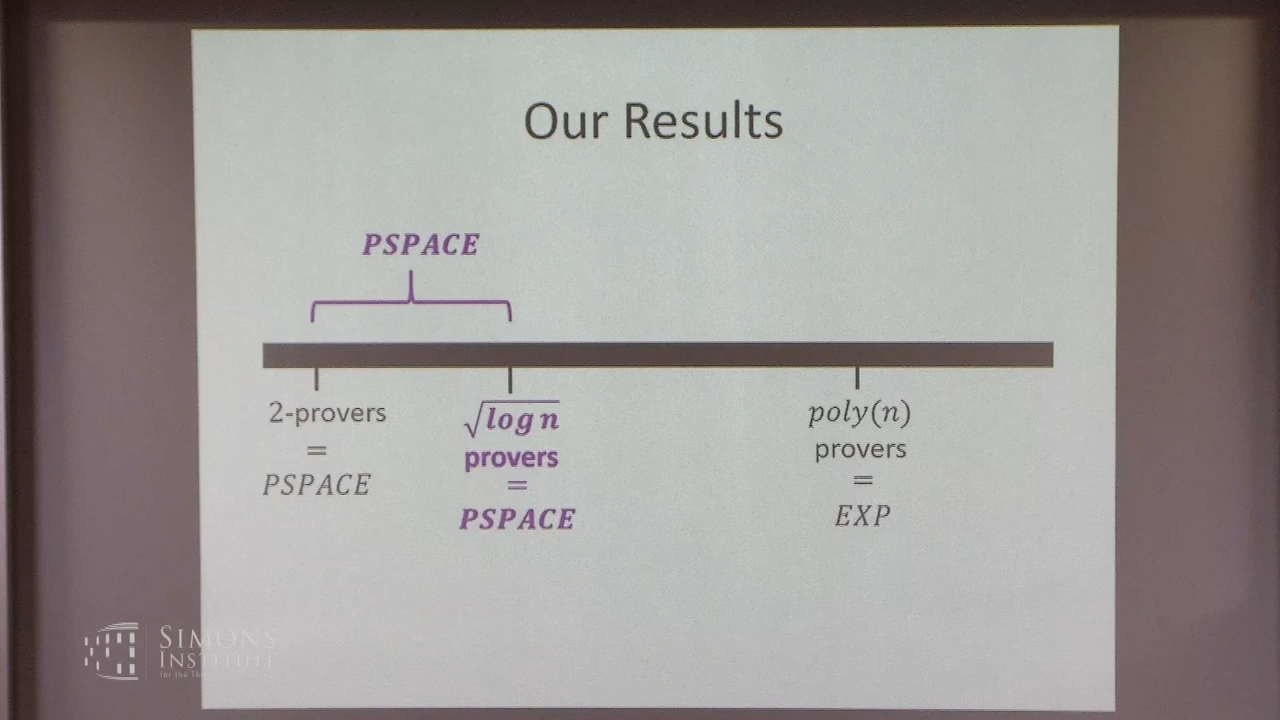 Our Results
PSPACE
2-provers
=
PSPACE
√log n
provers
=
PSPACE
poly(n)
provers
=
EXP
SIMONS
INSTITUTE